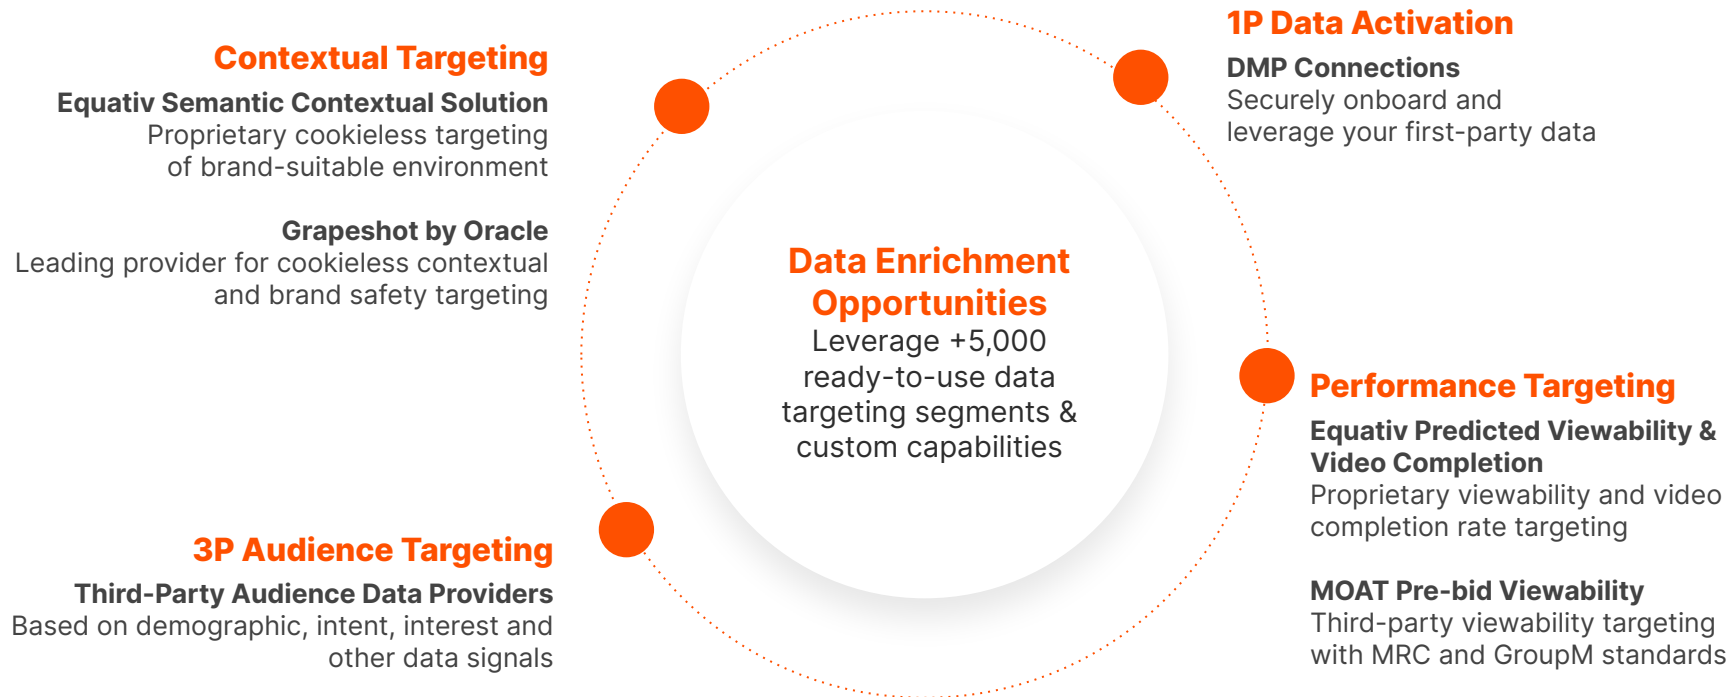 Contextual Targeting
Equativ Semantic Contextual Solution
Proprietary cookieless targeting
of brand-suitable environment
Grapeshot by Oracle
Leading provider for cookieless contextual
and brand safety targeting
3P Audience Targeting
Third-Party Audience Data Providers
Based on demographic, intent, interest and
other data signals
Data Enrichment
Opportunities
Leverage +5,000
ready-to-use data
targeting segments &
custom capabilities
1P Data Activation
DMP Connections
Securely onboard and
leverage your first-party data
Performance Targeting
Equativ Predicted Viewability &
Video Completion
Proprietary viewability and video
completion rate targeting
MOAT Pre-bid Viewability
Third-party viewability targeting
with MRC and GroupM standards